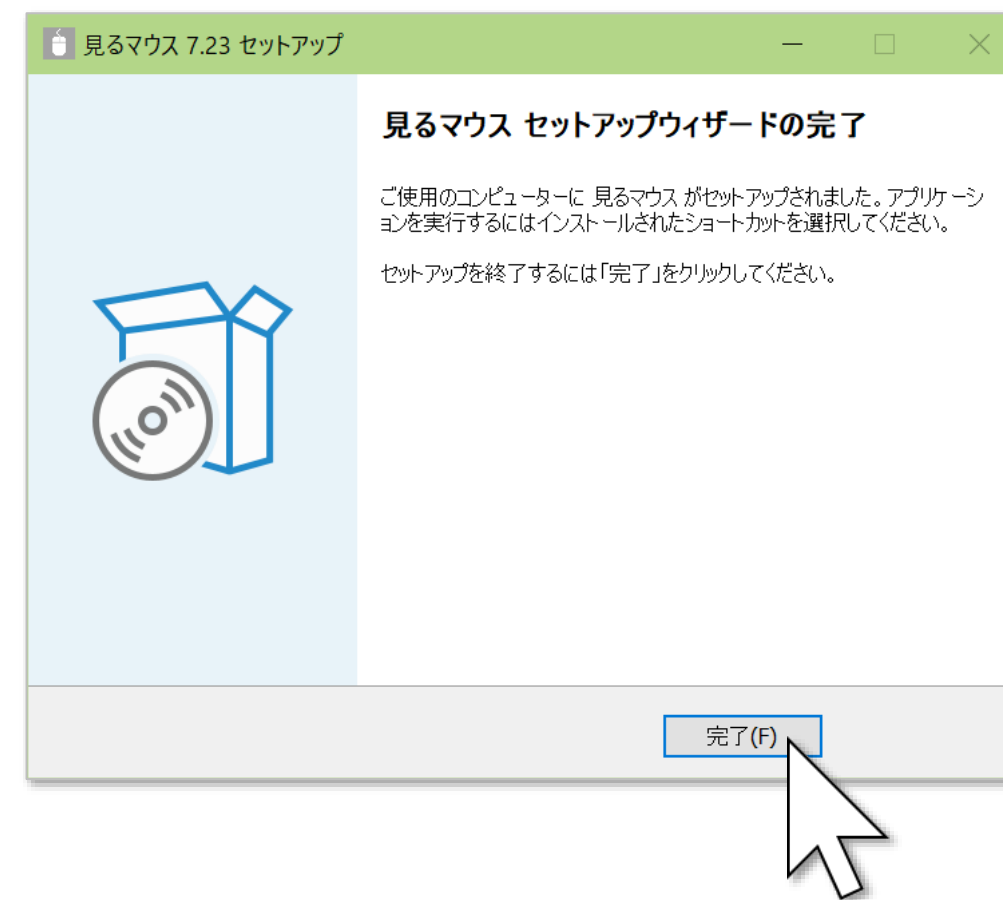 見るマウス 7.23 セットアップ
見るマウス セットアップウィザードの完了
ご使用のコンピューターに 見るマウス がセットアップされました。アプリケーシ
ョンを実行するにはインストールされたショートカットを選択してください。
セットアップを終了するには「完了」をクリックしてください。
完了(F)